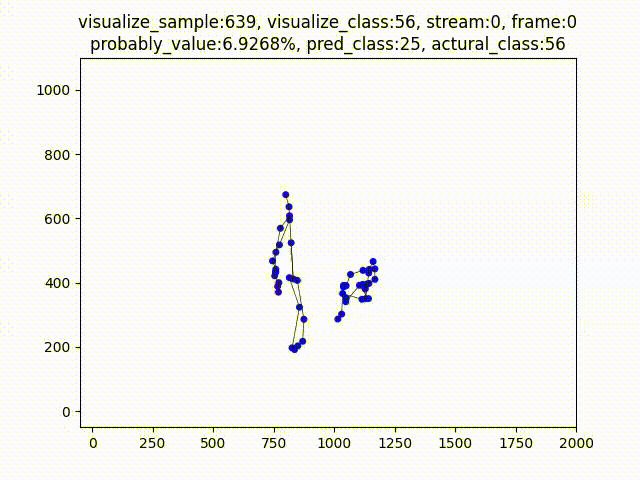 visualize_sample:639, visualize_class:56, stream:0, frame:0
probably_value:6.9268%, pred_class:25, actural_class:56
1000
800
600
400
200
0
0 250 500 750 1000 1250 1500 1750 2000